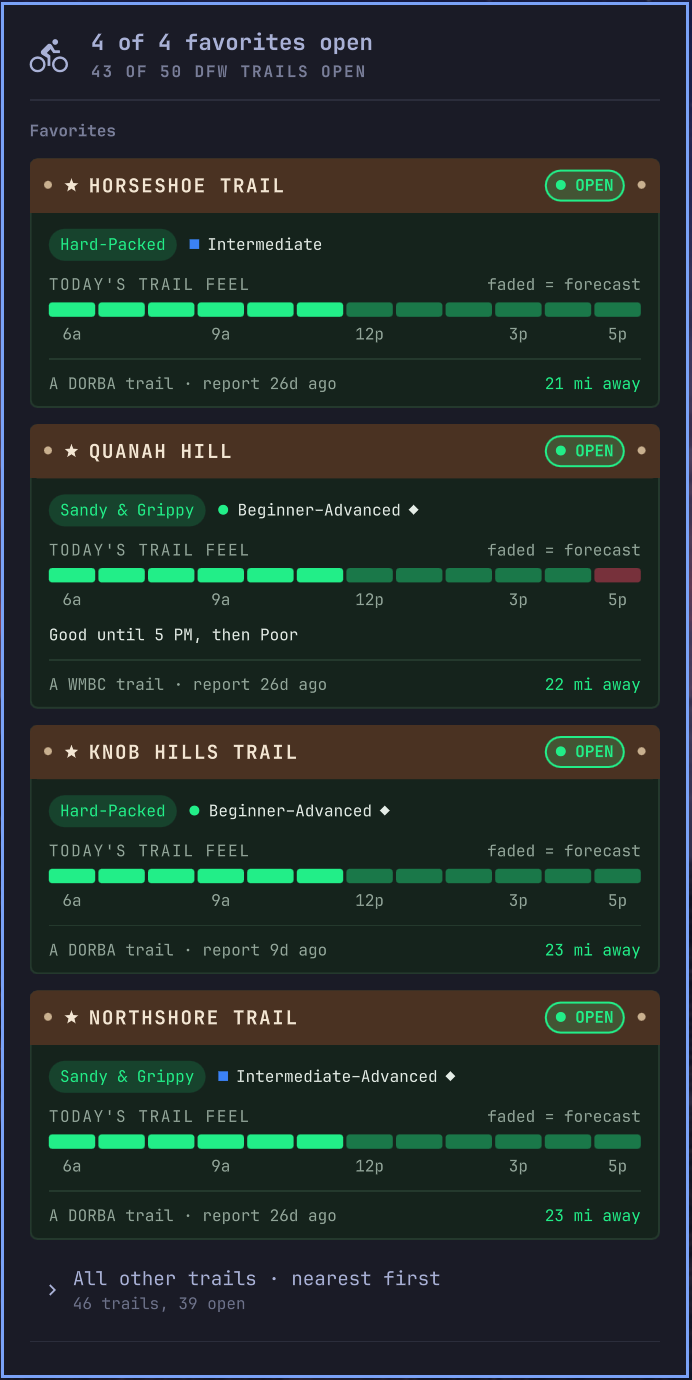 4 of 4 favorites open
43 OF 50 DFW TRAILS OPEN
Favorites
HORSESHOE TRAIL OPEN
Hard-Packed Intermediate
TODAY'S TRAIL FEEL faded = forecast
6a 9a 12p 3p 5p
A DORBA trail · report 26d ago 21 mi away
QUANAH HILL OPEN
Sandy & Grippy Beginner–Advanced
TODAY'S TRAIL FEEL faded = forecast
6a 9a 12p 3p 5p
Good until 5 PM, then Poor
A WMBC trail · report 26d ago 22 mi away
KNOB HILLS TRAIL OPEN
Hard-Packed Beginner–Advanced
TODAY'S TRAIL FEEL faded = forecast
6a 9a 12p 3p 5p
A DORBA trail · report 9d ago 23 mi away
NORTHSHORE TRAIL OPEN
Sandy & Grippy Intermediate–Advanced
TODAY'S TRAIL FEEL faded = forecast
6a 9a 12p 3p 5p
A DORBA trail · report 26d ago 23 mi away
All other trails · nearest first
46 trails, 39 open